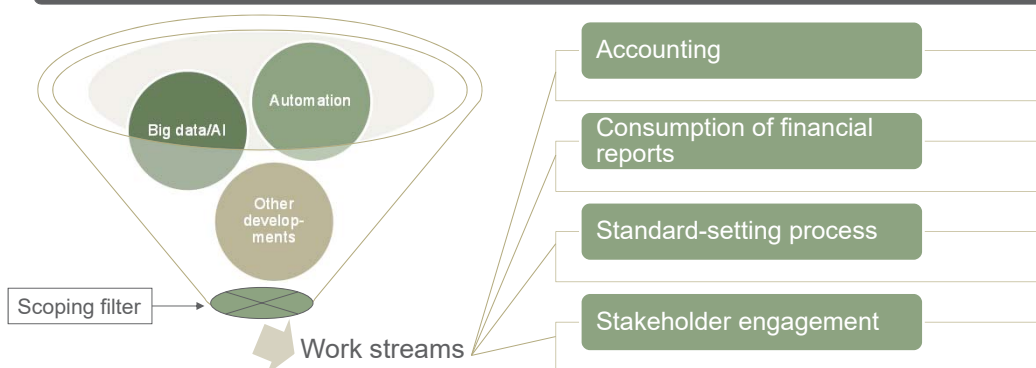 Automation
Big data/AI
Other
develop-
ments
Scoping filter
Work streams
Accounting
Consumption of financial
reports
Standard-setting process
Stakeholder engagement